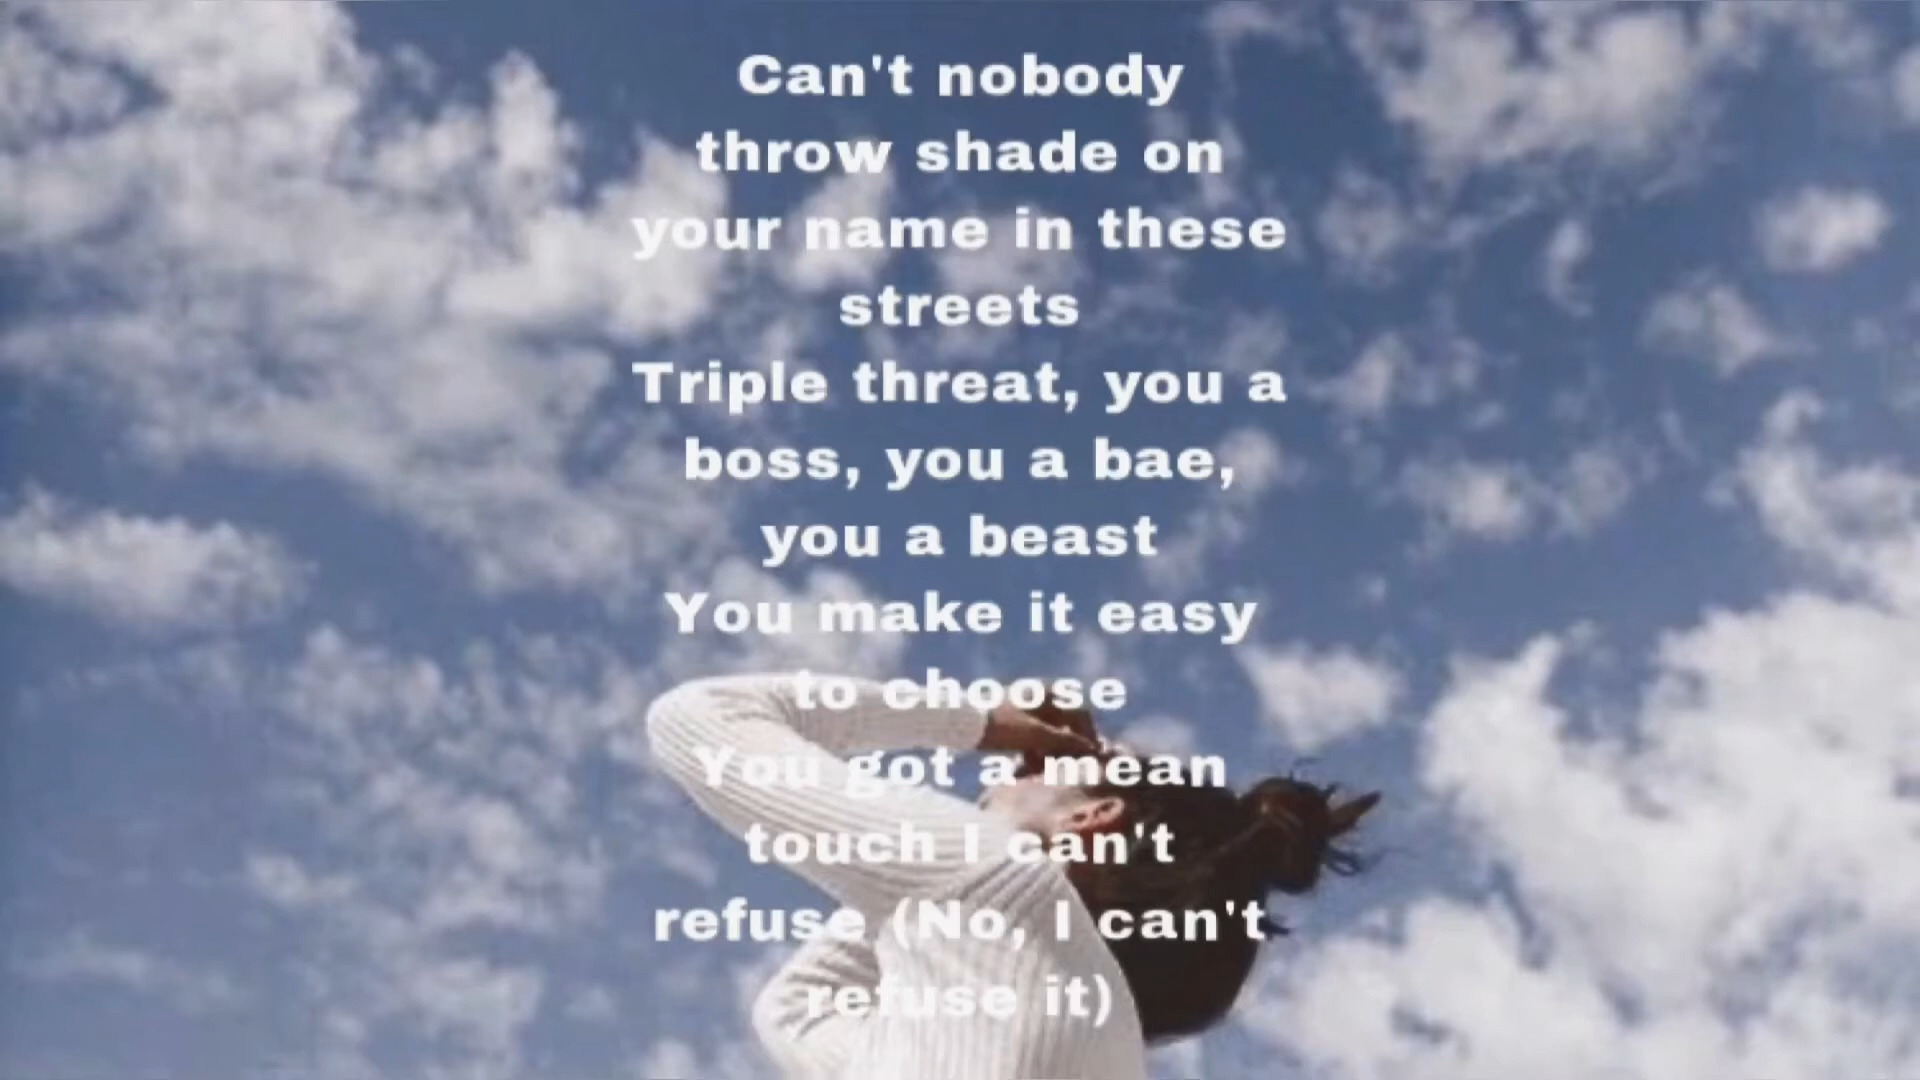 Can't nobody
throw shade on
your name in these
streets
Triple threat, you a
boss, you a bae,
you a beast
You make it easy
to choose
You got a mean
touch I can't
refuse (No, I can't
refuse it)